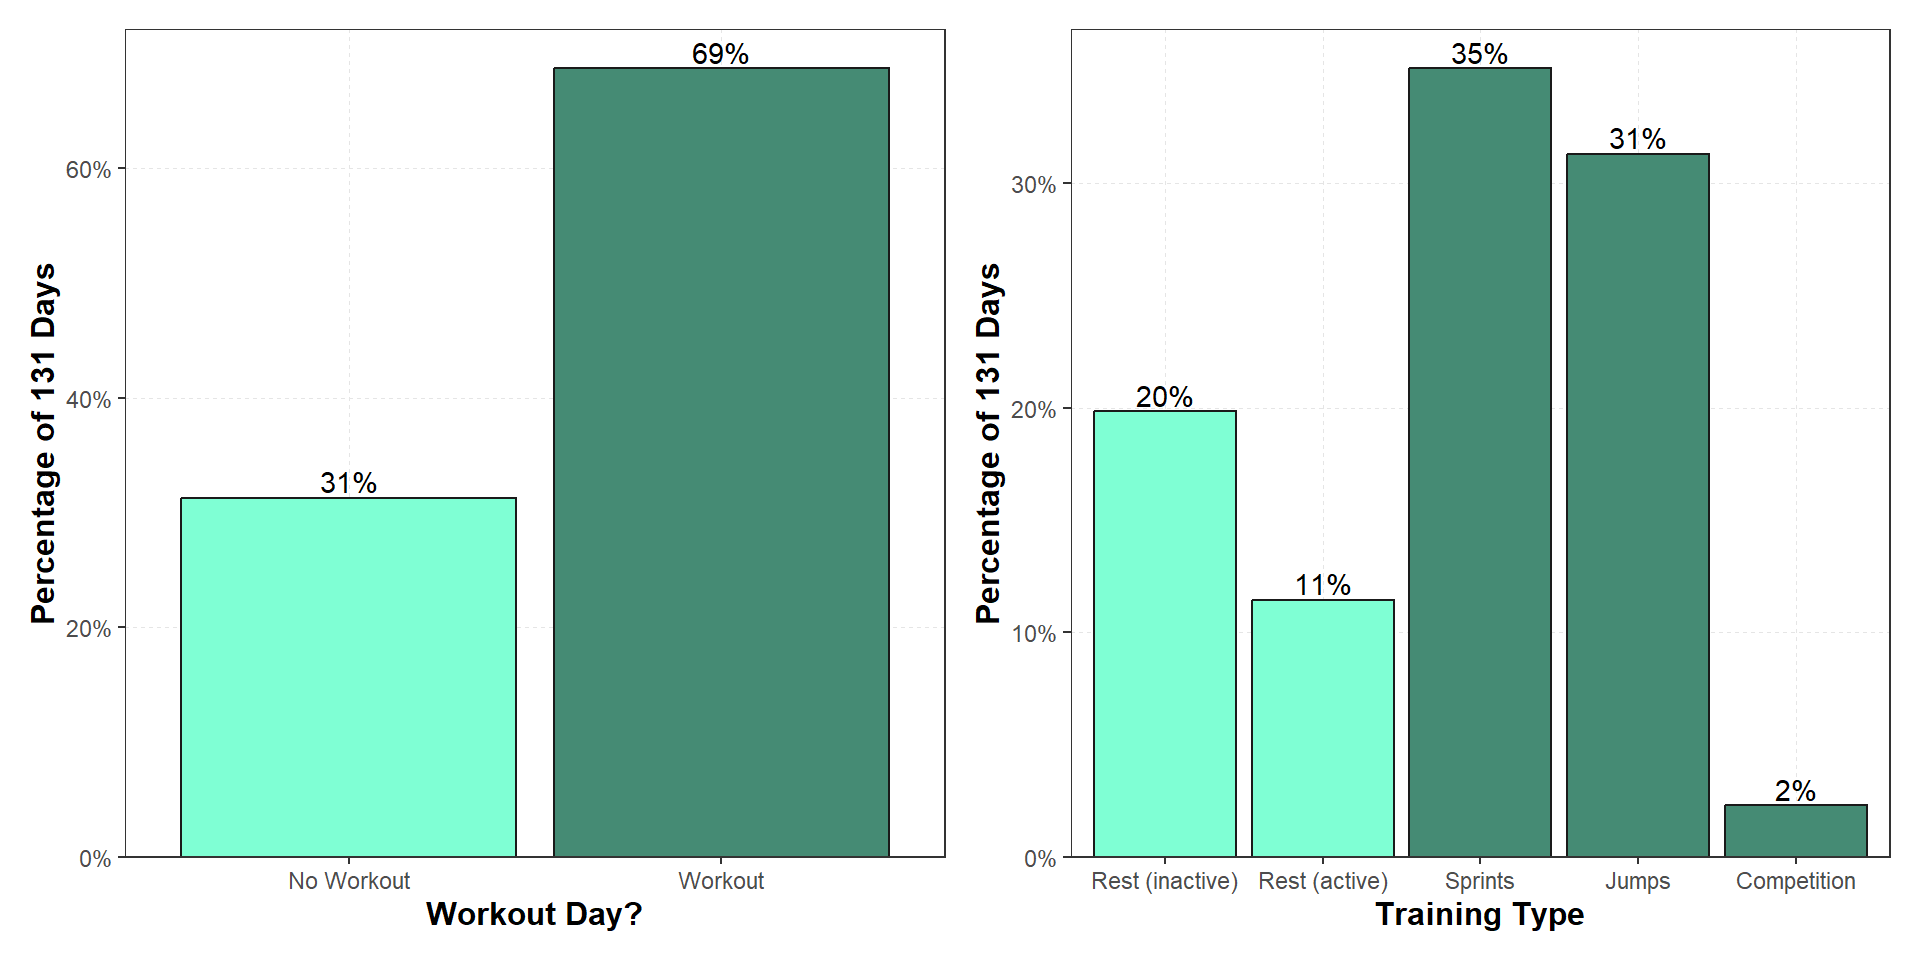 Percentage of 131 Days
60%
40%
20%
0%
31%
69%
No Workout
Workout
Workout Day?
Percentage of 131 Days
30%
20%
10%
0%
20%
11%
35%
31%
2%
Rest (inactive)
Rest (active)
Sprints
Jumps
Competition
Training Type